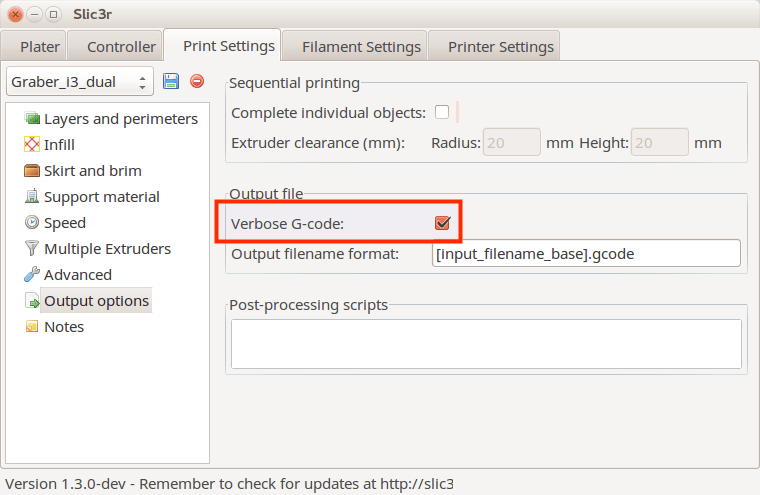 Slic3r
Plater Controller Print Settings Filament Settings Printer Settings
Graber_i3_dual
Layers and perimeters
Infill
Skirt and brim
Support material
Speed
Multiple Extruders
Advanced
Output options
Notes
Sequential printing
Complete individual objects:
Extruder clearance (mm): Radius: 20 mm Height: 20 mm
Output file
Verbose G-code:
Output filename format: [input_filename_base].gcode
Post-processing scripts
Version 1.3.0-dev - Remember to check for updates at http://slic3